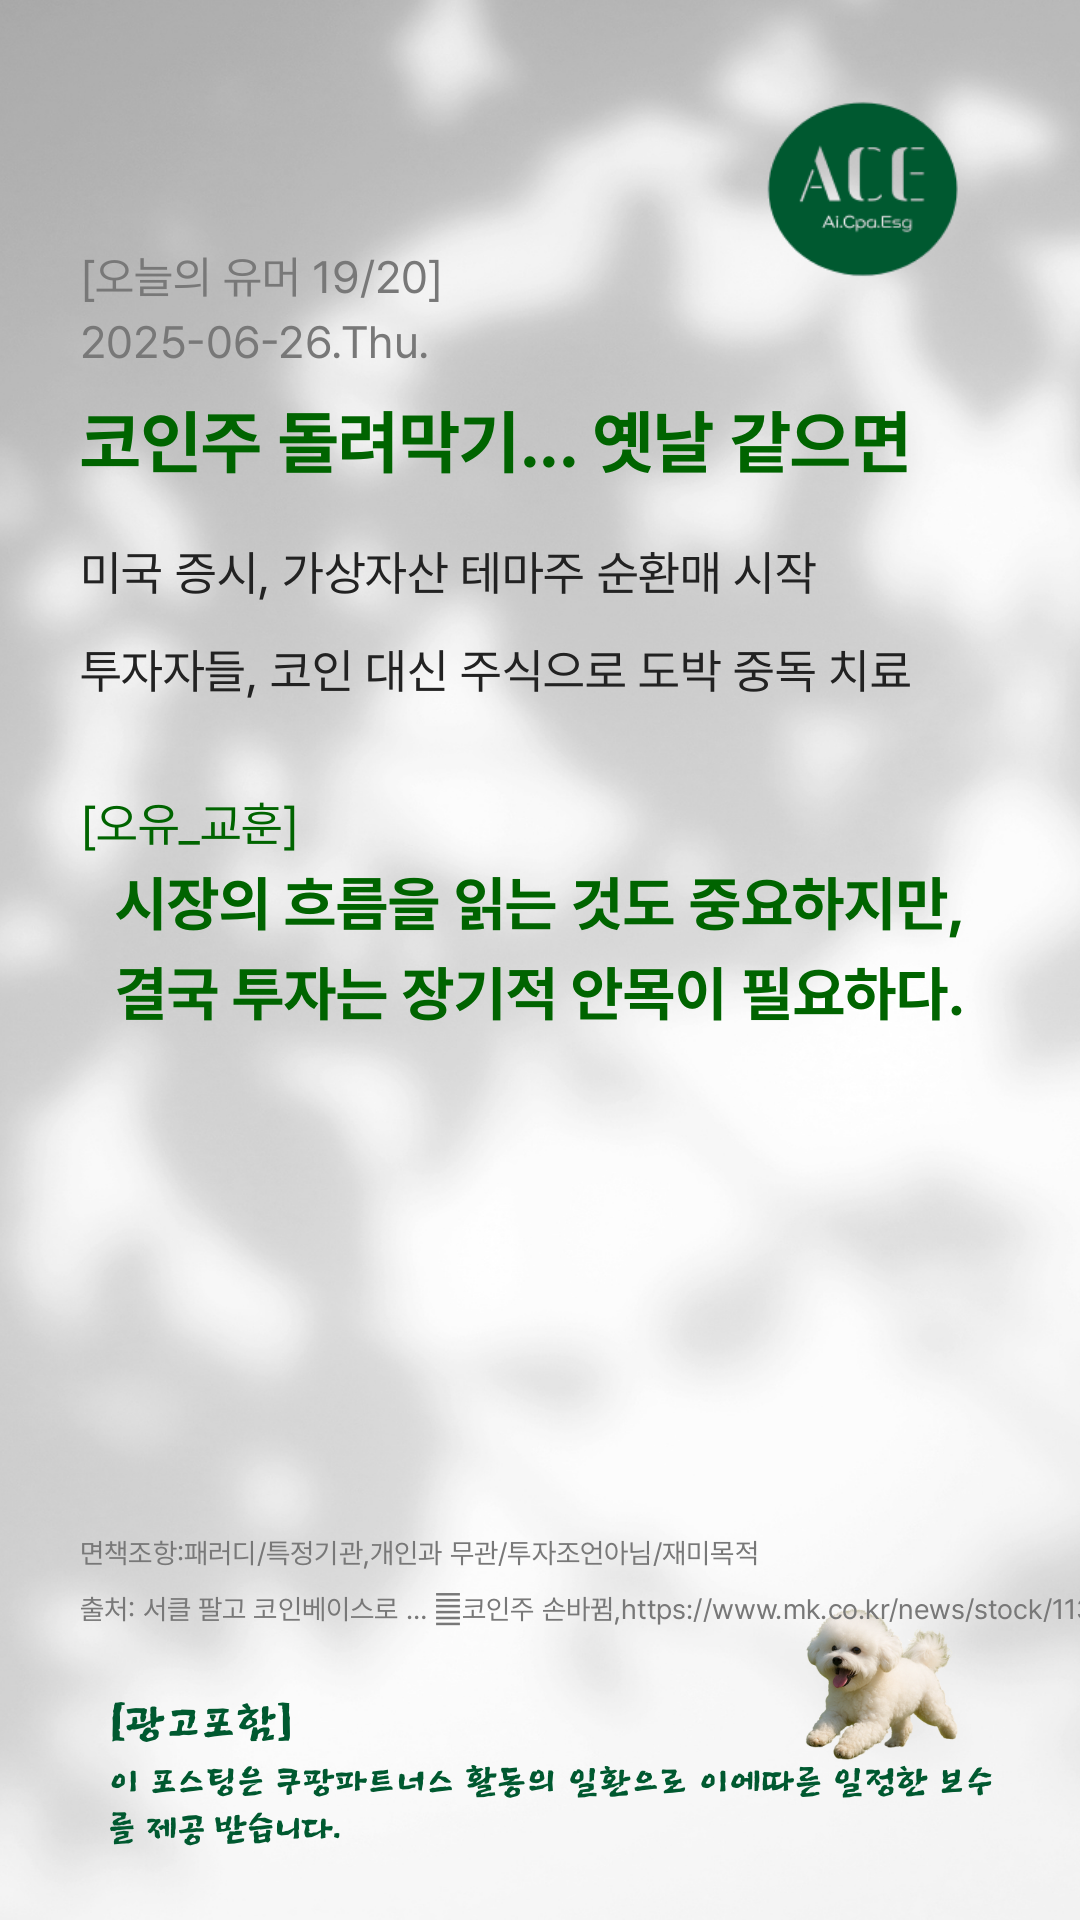 ACE
Ai.Cpa.Esg
[오늘의 유머 19/20]
2025-06-26.Thu.
코인주 돌려막기... 옛날 같으면
미국 증시, 가상자산 테마주 순환매 시작
투자자들, 코인 대신 주식으로 도박 중독 치료
[오유_교훈]
시장의 흐름을 읽는 것도 중요하지만,
결국 투자는 장기적 안목이 필요하다.
면책조항:패러디/특정기관,개인과 무관/투자조언아님/재미목적
출처: 서클 팔고 코인베이스로 ... 코인주 손바뀜,https://www.mk.co.kr/news/stock/113
[광고포함]
이 포스팅은 쿠팡파트너스 활동의 일환으로 이에따른 일정한 보수
를 제공 받습니다.